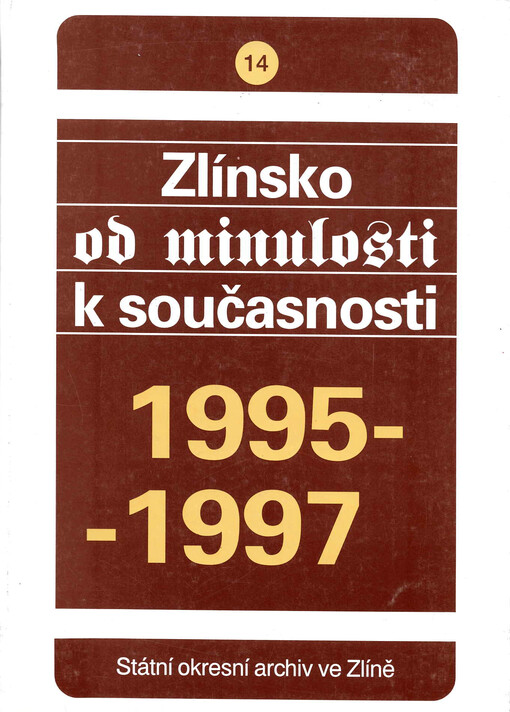 14
Zlínsko
od minulosti
k současnosti
1995-
-1997
Státní okresní archiv ve Zlíně